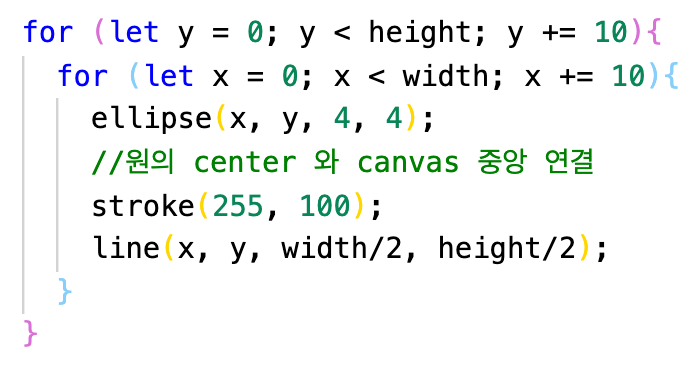 for (let y = 0; y < height; y += 10){
for (let x = 0; x < width; x += 10){
ellipse(x, y, 4, 4);
//원의 center 와 canvas 중앙 연결
stroke(255, 100);
line(x, y, width/2, height/2);
}
}